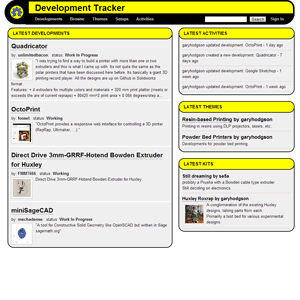 Development Tracker
Developments Browse Themes Setups Activities
Search Sign In
LATEST DEVELOPMENTS
Quadricator
by: unlimitedbacon, status: Work In Progress
"I was trying to find a way to build a printer with more than one or two
extruders and this is what I came up with. Its not quite the same as the
polar printers that have been discussed here before. Its basically a giant 3D
printing record player. All the designs are up on Github in Solidworks
format.
Features: + 4 extruders for multiple colors and materials + 320 mm print platter (meets or
exceeds the are of current repraps) + 80425 mm^2 print area + 0.084 degrees/step a...
OctoPrint
by: foosel status: Working
"OctoPrint provides a responsive web interface for controlling a 3D printer
(RepRap, Ultimaker, ...)."
Direct Drive 3mm-GRRF-Hotend Bowden Extruder
for Huxley
status: Working
Direct Drive 3mm-GRRF-Hotend Bowden Extruder for Huxley
miniSageCAD
by: mechadense status: Work In Progress
"A tool for Constructive Solid Geometry like OpenSCAD but written in Sage
sagemath.org"
LATEST ACTIVITIES
garyhodgson updated development: OctoPrint - 1 day ago
garyhodgson created a new development: Quadricator - 7 days
ago
garyhodgson updated development: Google Sketchup - 1
week ago
garyhodgson updated development: OctoPrint - 1 week ago
LATEST THEMES
Resin-based Printing by garyhodgson
Printing in resins using DLP projectors, lasers, etc.
Powder Bed Printers by garyhodgson
Developments for powder bed printing.
LATEST KITS
Still dreaming by sefa
probably a Prusha with a Bowden cable type extruder
Still deciding on electronics.
Huxley Roxrap by garyhodgson
A conglomeration of the existing Huxley
designs, taking parts from each.
Primarily a test bed for various experimental
designs.